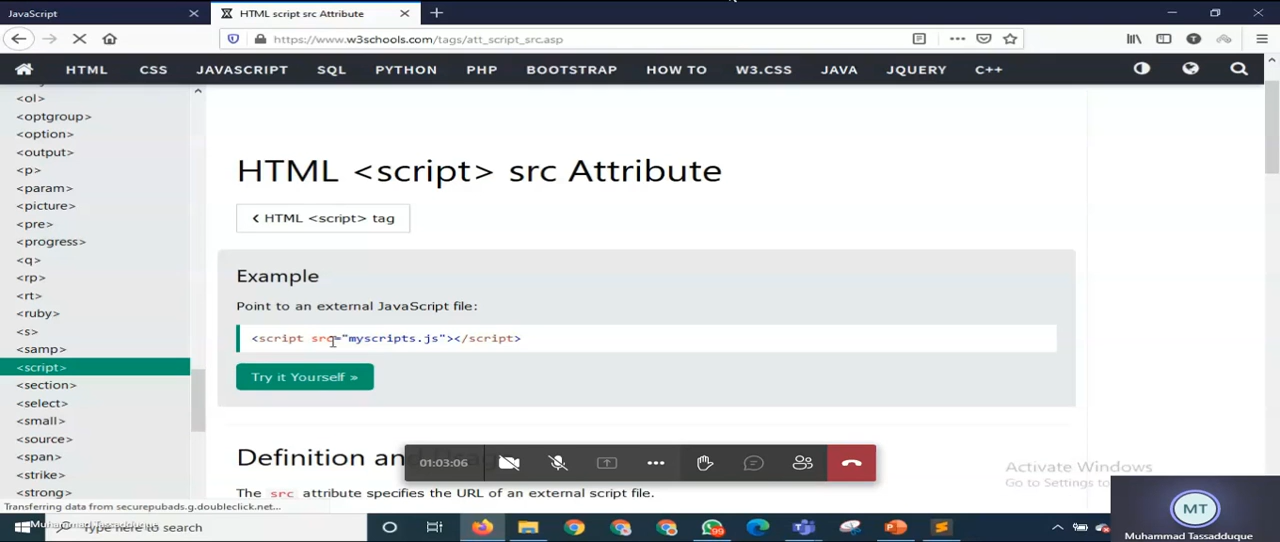 JavaScript
HTML script src Attribute
https://www.w3schools.com/tags/att_script_src.asp
HTML CSS JAVASCRIPT SQL PYTHON PHP BOOTSTRAP HOW TO W3.CSS JAVA JQUERY C++
<ol>
<optgroup>
<option>
<output>
<p>
<param>
<picture>
<pre>
<progress>
<q>
<rp>
<rt>
<ruby>
<s>
<samp>
<script>
<section>
<select>
<small>
<source>
<span>
<strike>
<strong>
HTML <script> src Attribute
< HTML <script> tag
Example
Point to an external JavaScript file:
<script src="myscripts.js"></script>
Try it Yourself »
Definition and
The src attribute specifies the URL of an external script file.
01:03:06
Activate Windows
Go to Settings to
Transferring data from securepubads.g.doubleclick.net...
Type here to search
Muhammad Tassadduque
99
MT
Muhammad Tassadduque